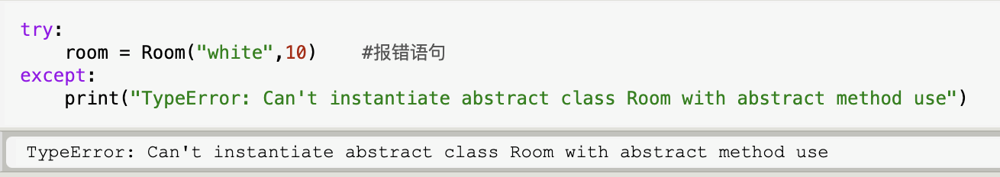 try:
    room = Room("white",10)    #报错语句
except:
    print("TypeError: Can't instantiate abstract class Room with abstract method use")
TypeError: Can't instantiate abstract class Room with abstract method use